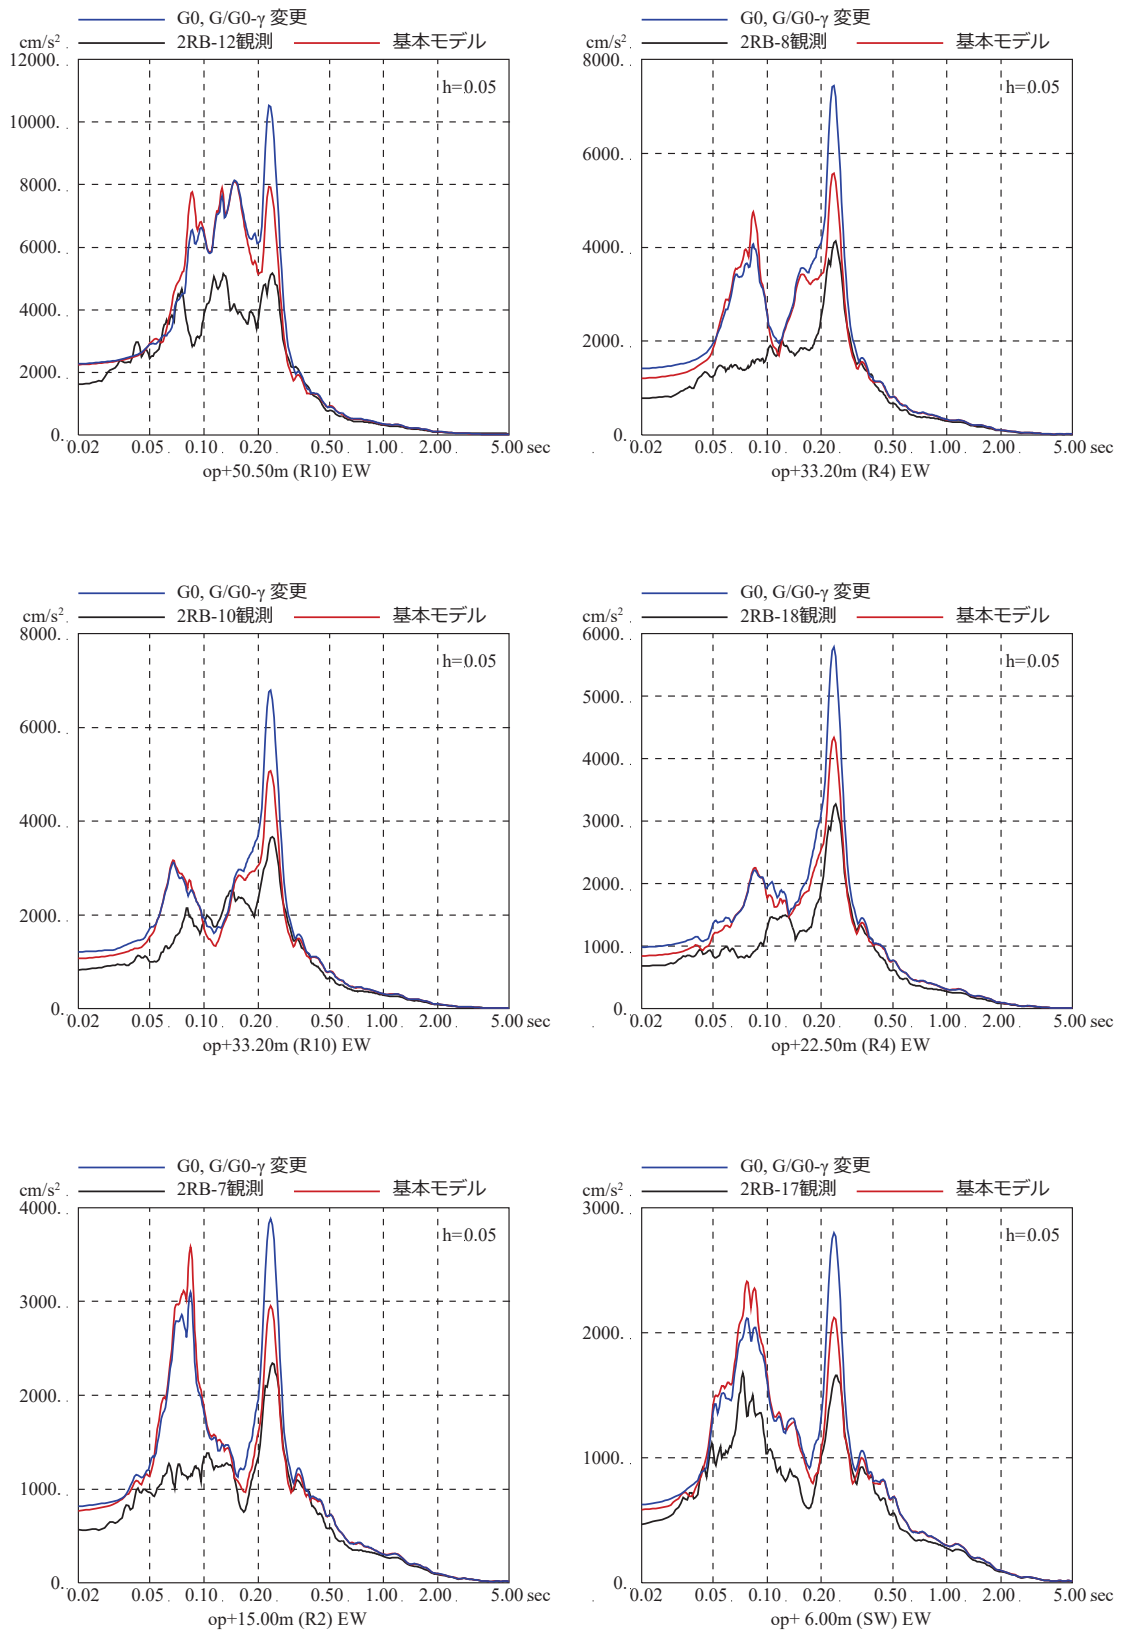 G0, G/G0-γ 変更
cm/s² 2RB-12観測 基本モデル
12000.
h=0.05
10000.
8000.
6000.
4000.
2000.
0.
0.02 0.05 0.10 0.20 0.50 1.00 2.00 5.00 sec
op+50.50m (R10) EW
G0, G/G0-γ 変更
cm/s² 2RB-8観測 基本モデル
8000.
h=0.05
6000.
4000.
2000.
0.
0.02 0.05 0.10 0.20 0.50 1.00 2.00 5.00 sec
op+33.20m (R4) EW
G0, G/G0-γ 変更
cm/s² 2RB-10観測 基本モデル
8000.
h=0.05
6000.
4000.
2000.
0.
0.02 0.05 0.10 0.20 0.50 1.00 2.00 5.00 sec
op+33.20m (R10) EW
G0, G/G0-γ 変更
cm/s² 2RB-18観測 基本モデル
6000.
h=0.05
5000.
4000.
3000.
2000.
1000.
0.
0.02 0.05 0.10 0.20 0.50 1.00 2.00 5.00 sec
op+22.50m (R4) EW
G0, G/G0-γ 変更
cm/s² 2RB-7観測 基本モデル
4000.
h=0.05
3000.
2000.
1000.
0.
0.02 0.05 0.10 0.20 0.50 1.00 2.00 5.00 sec
op+15.00m (R2) EW
G0, G/G0-γ 変更
cm/s² 2RB-17観測 基本モデル
3000.
h=0.05
2000.
1000.
0.
0.02 0.05 0.10 0.20 0.50 1.00 2.00 5.00 sec
op+ 6.00m (SW) EW